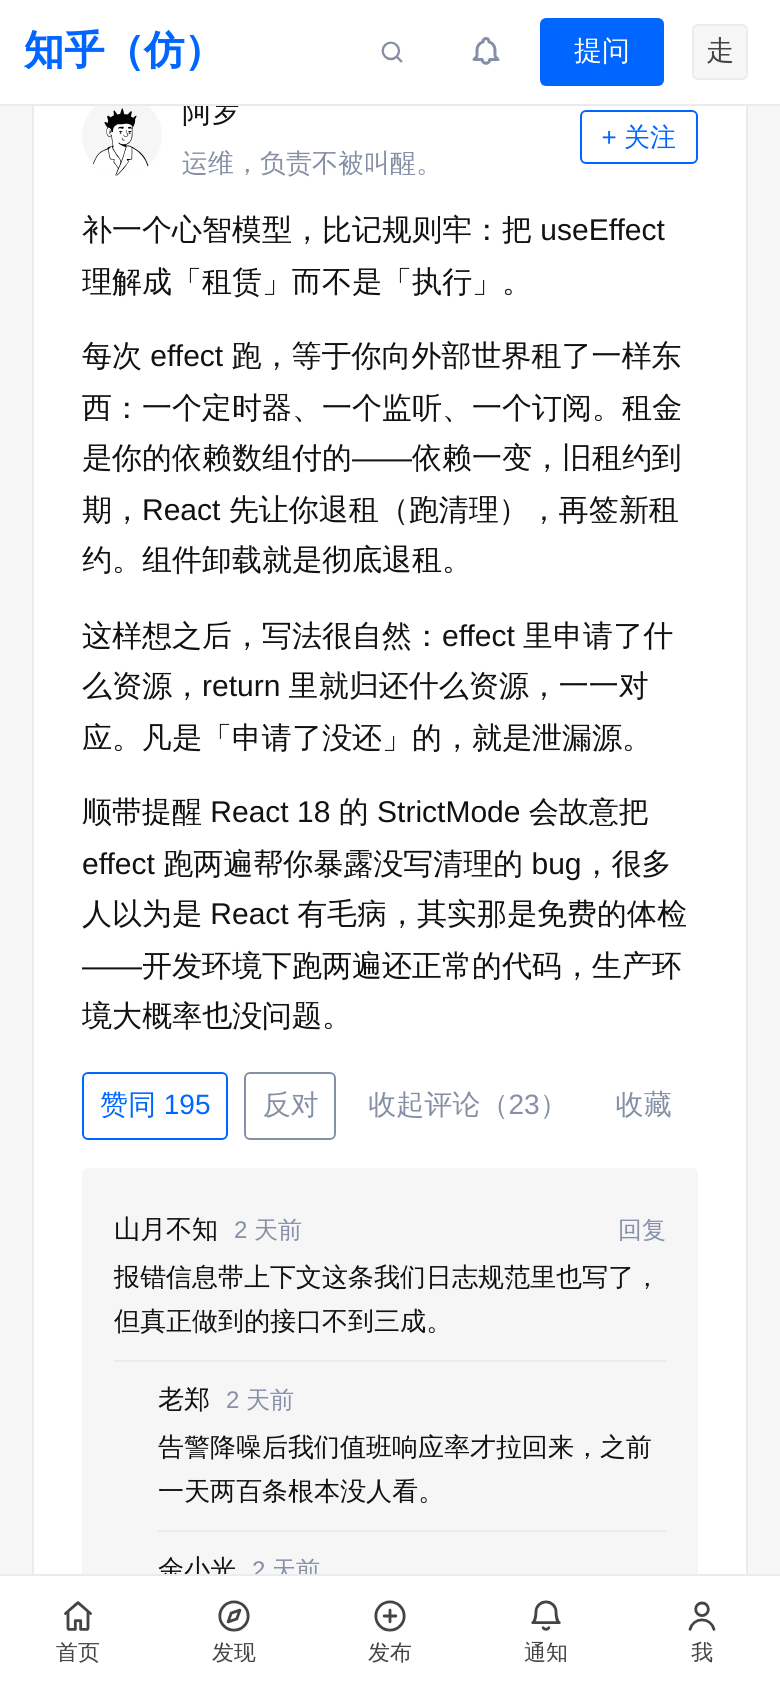 知乎（仿）
提问
走
阿岁
运维，负责不被叫醒。
+ 关注
补一个心智模型，比记规则牢：把 useEffect
理解成「租赁」而不是「执行」。
每次 effect 跑，等于你向外部世界租了一样东
西：一个定时器、一个监听、一个订阅。租金
是你的依赖数组付的——依赖一变，旧租约到
期，React 先让你退租（跑清理），再签新租
约。组件卸载就是彻底退租。
这样想之后，写法很自然：effect 里申请了什
么资源，return 里就归还什么资源，一一对
应。凡是「申请了没还」的，就是泄漏源。
顺带提醒 React 18 的 StrictMode 会故意把
effect 跑两遍帮你暴露没写清理的 bug，很多
人以为是 React 有毛病，其实那是免费的体检
——开发环境下跑两遍还正常的代码，生产环
境大概率也没问题。
赞同 195
反对
收起评论（23）
收藏
山月不知 2 天前
回复
报错信息带上下文这条我们日志规范里也写了，
但真正做到的接口不到三成。
老郑 2 天前
告警降噪后我们值班响应率才拉回来，之前
一天两百条根本没人看。
余小光 2 天前
首页
发现
发布
通知
我